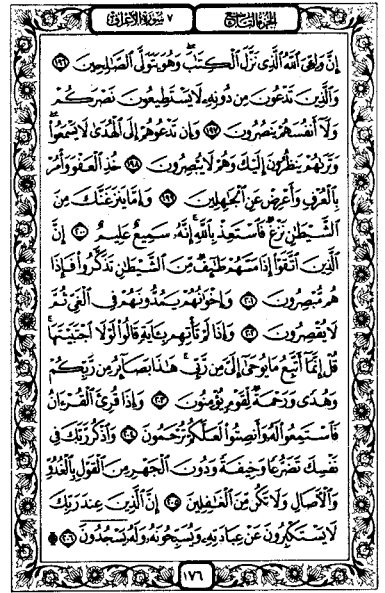 الجزء التاسع ٧ سورة الأعراف
إِنَّ وَلِـِّۧيَ ٱللَّهُ ٱلَّذِي نَزَّلَ ٱلۡكِتَٰبَۖ وَهُوَ يَتَوَلَّى ٱلصَّٰلِحِينَ ١٩٦
وَٱلَّذِينَ تَدۡعُونَ مِن دُونِهِۦ لَا يَسۡتَطِيعُونَ نَصۡرَكُمۡ
وَلَآ أَنفُسَهُمۡ يَنصُرُونَ ١٩٧ وَإِن تَدۡعُوهُمۡ إِلَى ٱلۡهُدَىٰ لَا يَسۡمَعُواْۖ
وَتَرَىٰهُمۡ يَنظُرُونَ إِلَيۡكَ وَهُمۡ لَا يُبۡصِرُونَ ١٩٨ خُذِ ٱلۡعَفۡوَ وَأۡمُرۡ
بِٱلۡعُرۡفِ وَأَعۡرِضۡ عَنِ ٱلۡجَٰهِلِينَ ١٩٩ وَإِمَّا يَنزَغَنَّكَ مِنَ
ٱلشَّيۡطَٰنِ نَزۡغٞ فَٱسۡتَعِذۡ بِٱللَّهِۚ إِنَّهُۥ سَمِيعٌ عَلِيمٌ ٢٠٠ إِنَّ
ٱلَّذِينَ ٱتَّقَوۡاْ إِذَا مَسَّهُمۡ طَٰٓئِفٞ مِّنَ ٱلشَّيۡطَٰنِ تَذَكَّرُواْ فَإِذَا
هُم مُّبۡصِرُونَ ٢٠١ وَإِخۡوَٰنُهُمۡ يَمُدُّونَهُمۡ فِي ٱلۡغَيِّ ثُمَّ
لَا يُقۡصِرُونَ ٢٠٢ وَإِذَا لَمۡ تَأۡتِهِم بِـَٔايَةٖ قَالُواْ لَوۡلَا ٱجۡتَبَيۡتَهَاۚ
قُلۡ إِنَّمَآ أَتَّبِعُ مَا يُوحَىٰٓ إِلَيَّ مِن رَّبِّيۚ هَٰذَا بَصَآئِرُ مِن رَّبِّكُمۡ
وَهُدٗى وَرَحۡمَةٞ لِّقَوۡمٖ يُؤۡمِنُونَ ٢٠٣ وَإِذَا قُرِئَ ٱلۡقُرۡءَانُ
فَٱسۡتَمِعُواْ لَهُۥ وَأَنصِتُواْ لَعَلَّكُمۡ تُرۡحَمُونَ ٢٠٤ وَٱذۡكُر رَّبَّكَ فِي
نَفۡسِكَ تَضَرُّعٗا وَخِيفَةٗ وَدُونَ ٱلۡجَهۡرِ مِنَ ٱلۡقَوۡلِ بِٱلۡغُدُوِّ
وَٱلۡأٓصَالِ وَلَا تَكُن مِّنَ ٱلۡغَٰفِلِينَ ٢٠٥ إِنَّ ٱلَّذِينَ عِندَ رَبِّكَ
لَا يَسۡتَكۡبِرُونَ عَنۡ عِبَادَتِهِۦ وَيُسَبِّحُونَهُۥ وَلَهُۥ يَسۡجُدُونَۤ ٢٠٦
١٧٦